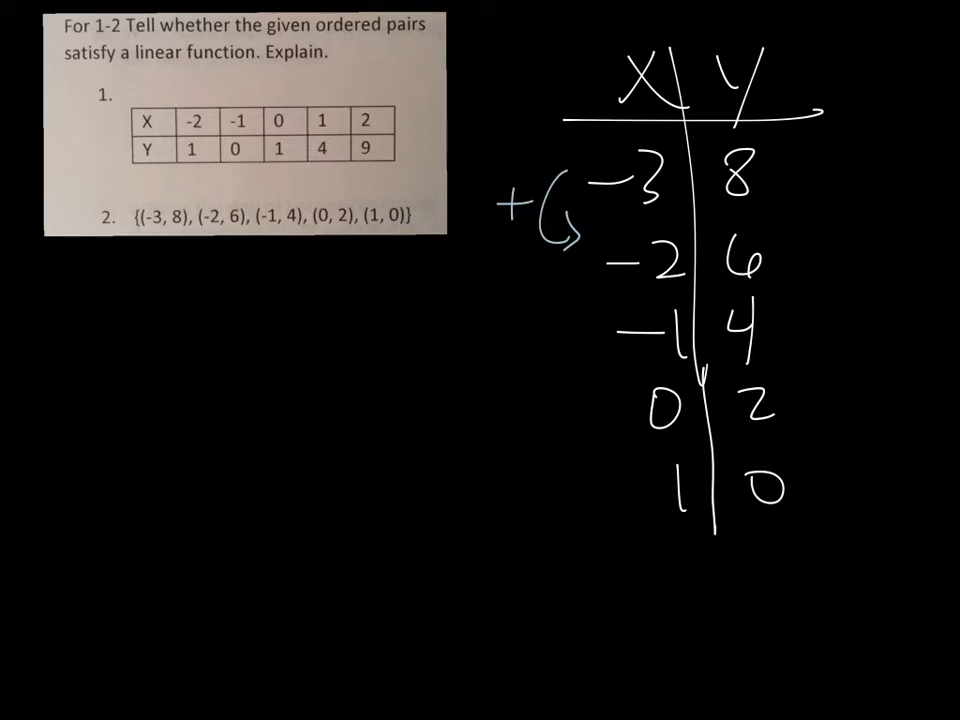 For 1-2 Tell whether the given ordered pairs
satisfy a linear function. Explain.
1.
X -2 -1 0 1 2
Y 1 0 1 4 9
2. {(-3, 8), (-2, 6), (-1, 4), (0, 2), (1, 0)}
X Y
-3 8
+
-2 6
-1 4
0 2
1 0